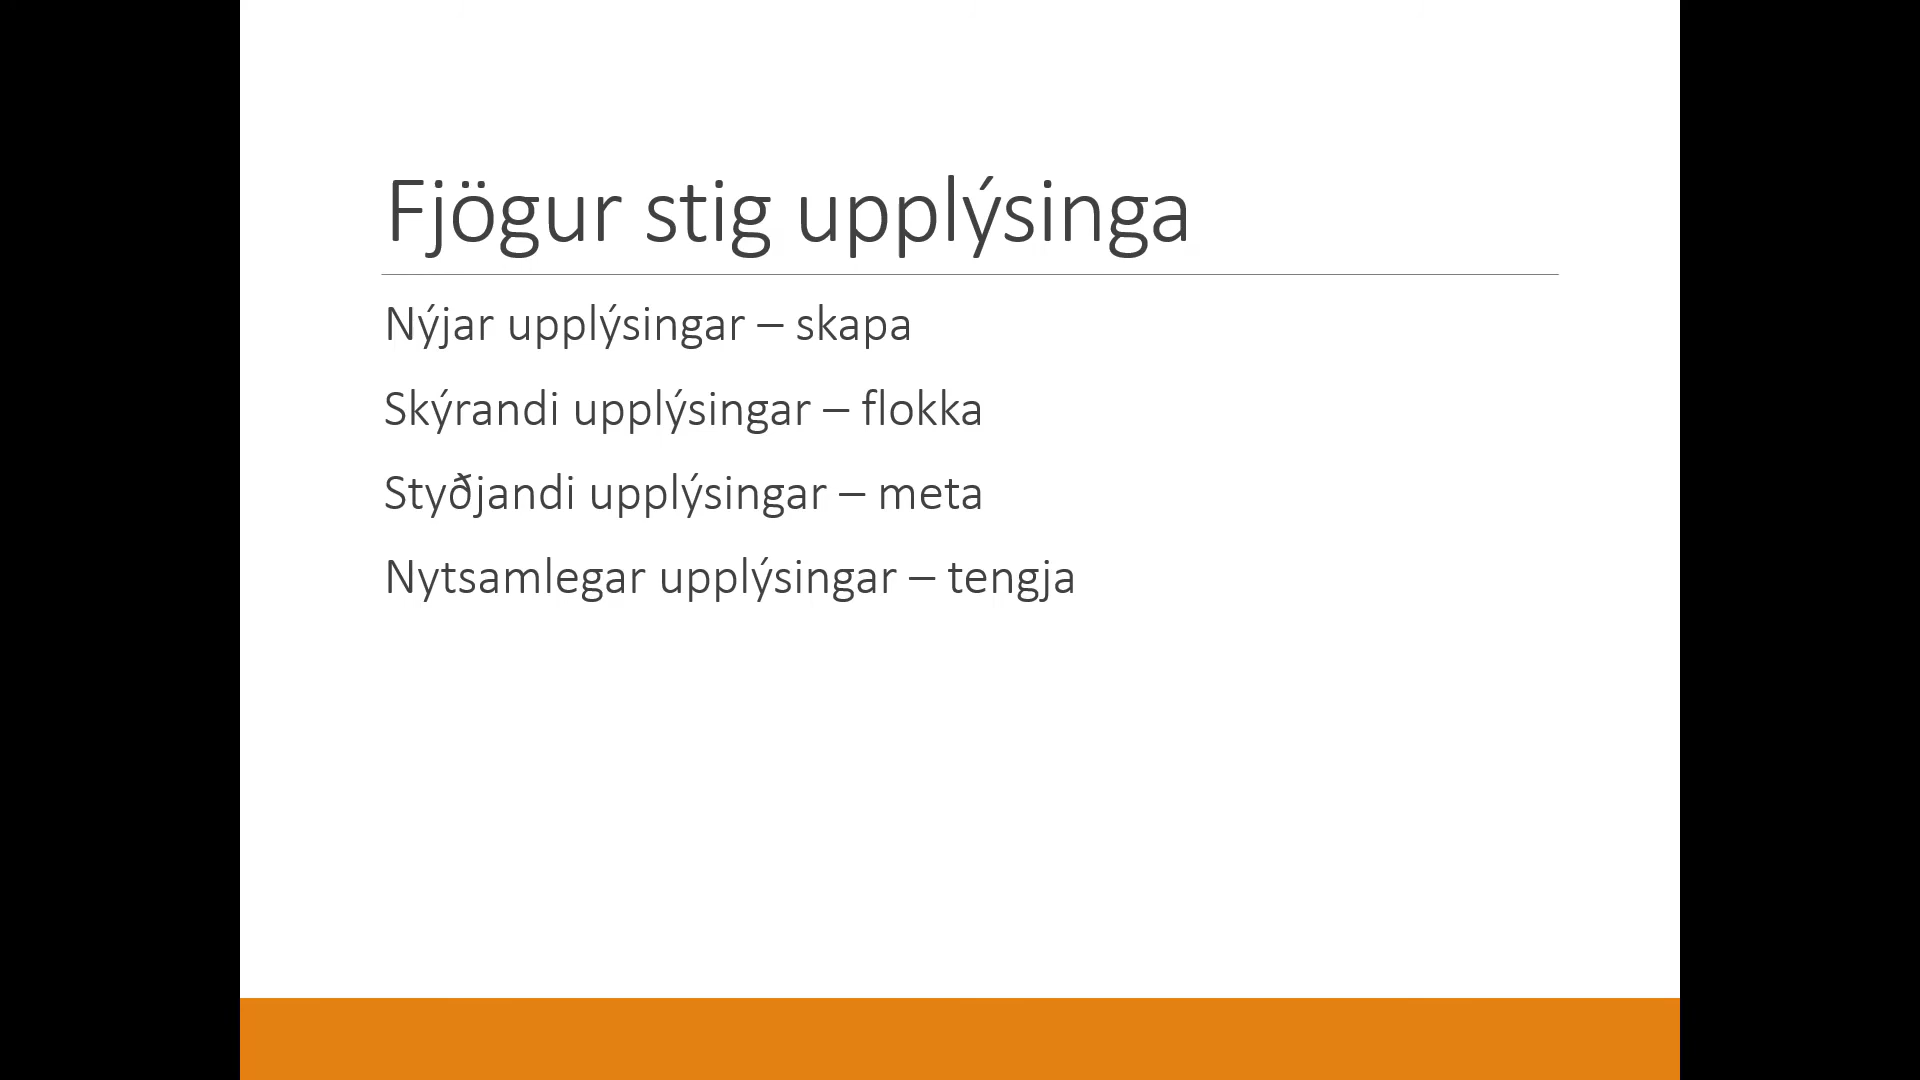 Fjögur stig upplýsinga
Nýjar upplýsingar – skapa
Skýrandi upplýsingar – flokka
Styðjandi upplýsingar – meta
Nytsamlegar upplýsingar – tengja